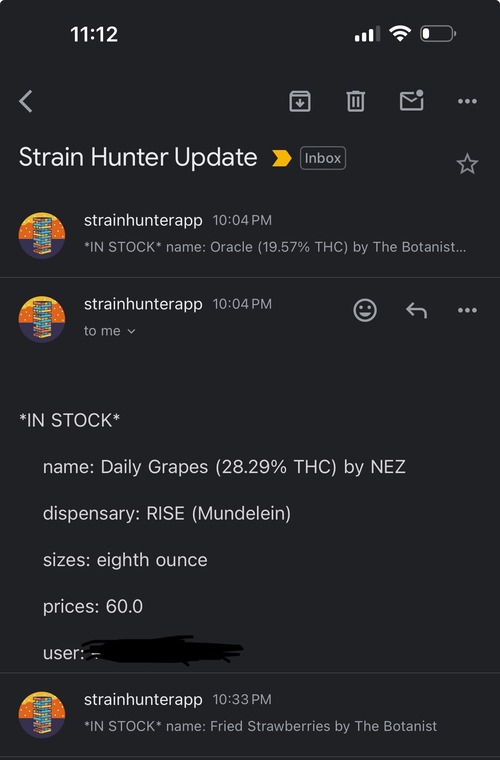 11:12
Strain Hunter Update
Inbox
strainhunterapp 10:04 PM
*IN STOCK* name: Oracle (19.57% THC) by The Botanist...
strainhunterapp 10:04 PM
to me
*IN STOCK*
name: Daily Grapes (28.29% THC) by NEZ
dispensary: RISE (Mundelein)
sizes: eighth ounce
prices: 60.0
user:
strainhunterapp 10:33 PM
*IN STOCK* name: Fried Strawberries by The Botanist